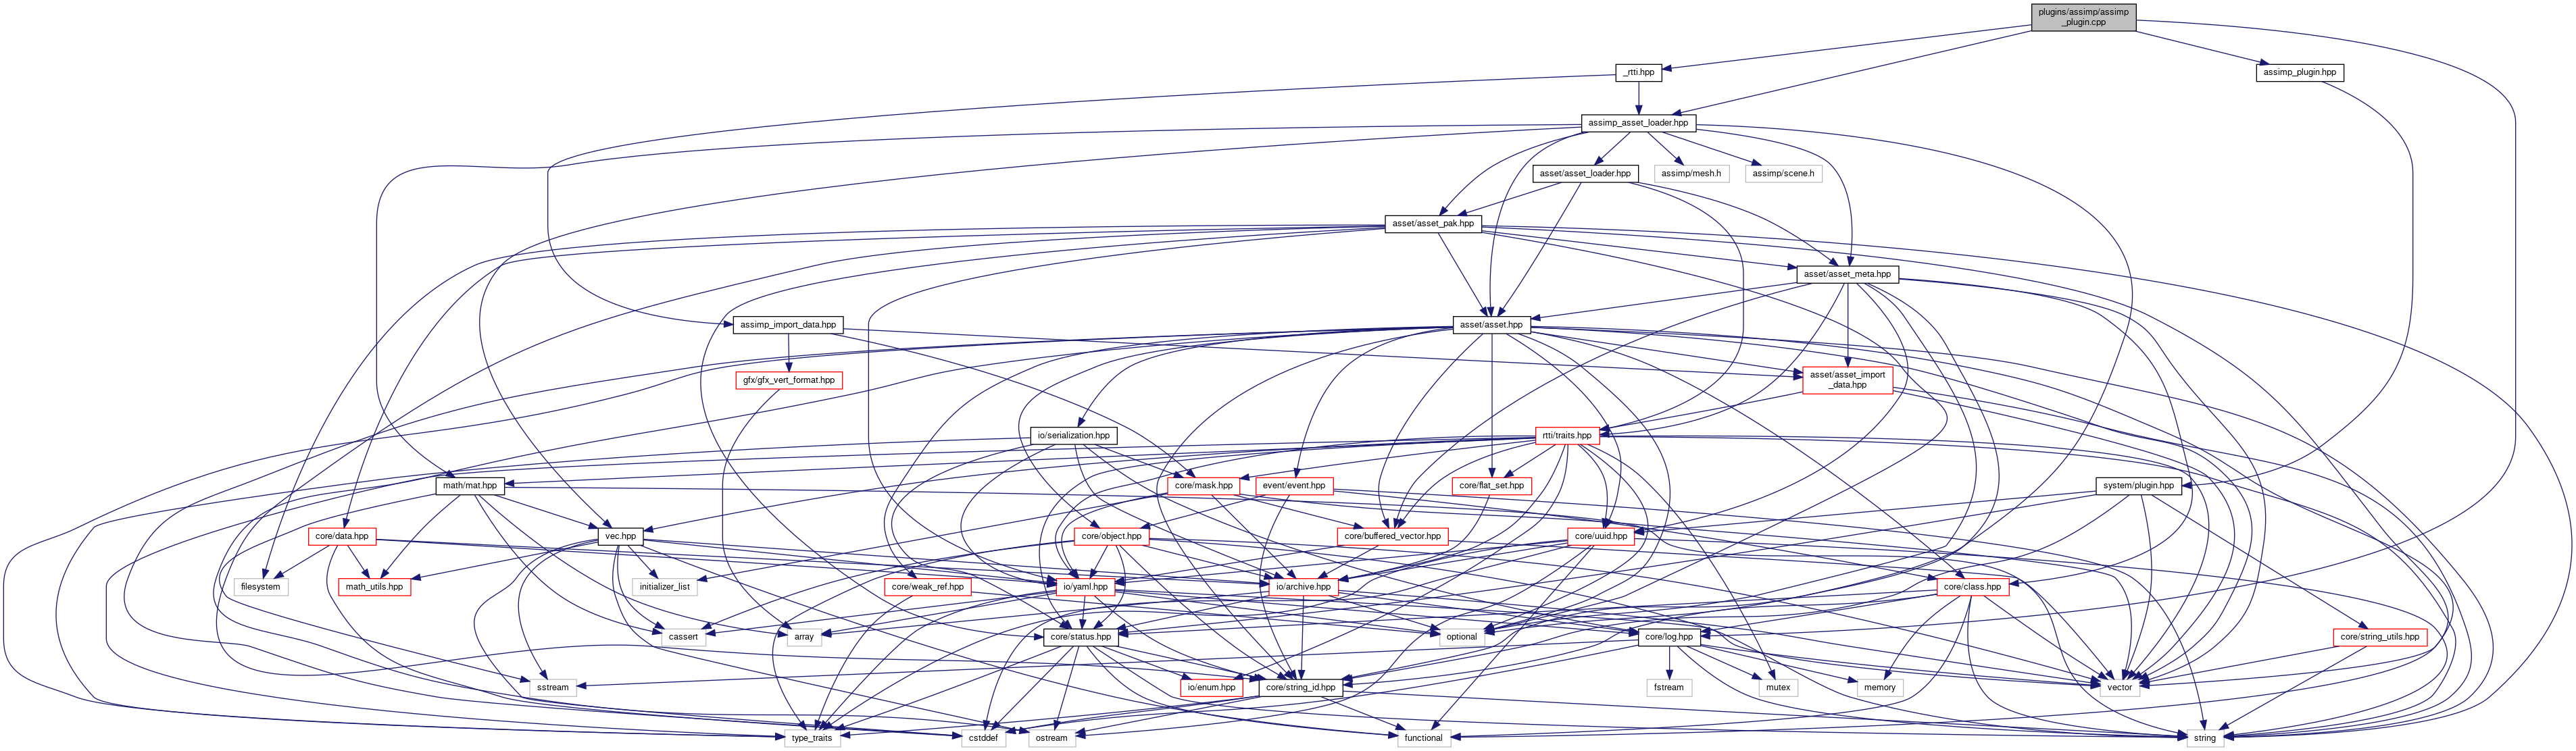 plugins/assimp/assimp
_plugin.cpp
_rtti.hpp
assimp_plugin.hpp
assimp_asset_loader.hpp
asset/asset_loader.hpp
assimp/mesh.h
assimp/scene.h
asset/asset_pak.hpp
asset/asset_meta.hpp
assimp_import_data.hpp
asset/asset.hpp
gfx/gfx_vert_format.hpp
asset/asset_import
_data.hpp
io/serialization.hpp
rtti/traits.hpp
math/mat.hpp
core/mask.hpp
event/event.hpp
core/flat_set.hpp
system/plugin.hpp
core/data.hpp
vec.hpp
core/object.hpp
core/buffered_vector.hpp
core/uuid.hpp
filesystem
math_utils.hpp
initializer_list
core/weak_ref.hpp
io/yaml.hpp
io/archive.hpp
core/class.hpp
cassert
array
core/status.hpp
optional
core/log.hpp
core/string_utils.hpp
sstream
io/enum.hpp
core/string_id.hpp
fstream
mutex
memory
vector
type_traits
cstddef
ostream
functional
string